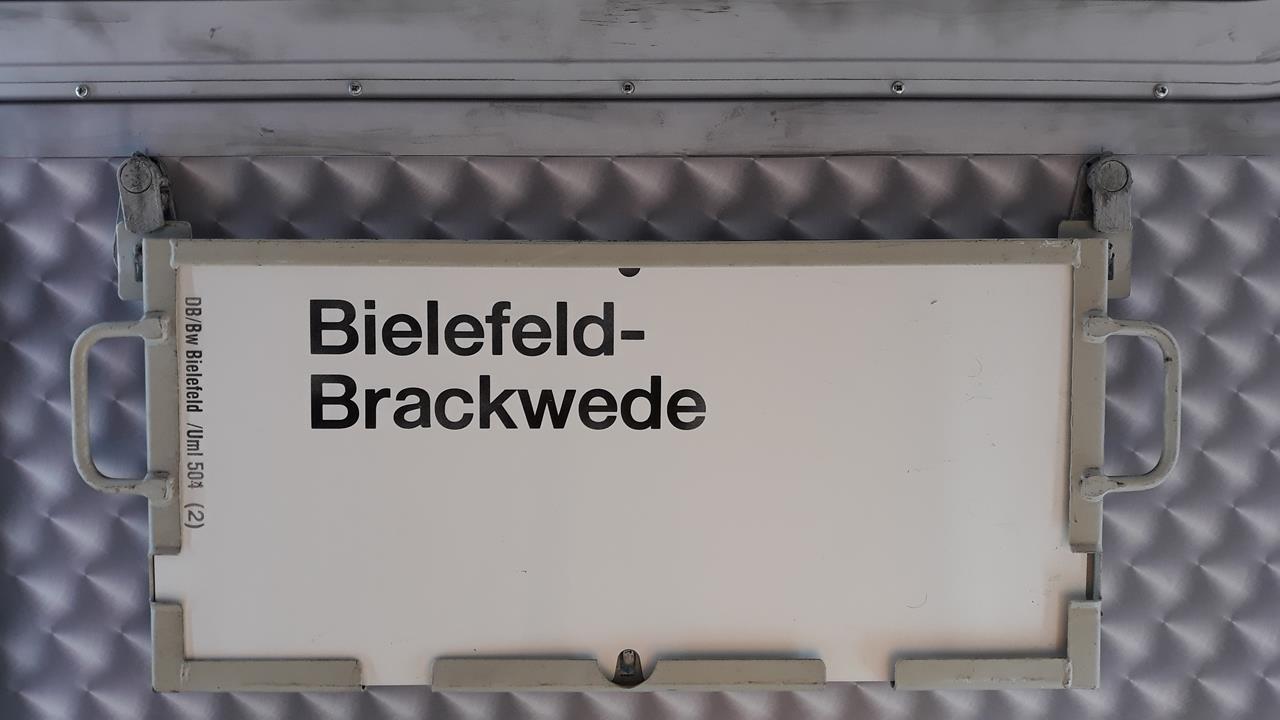 Bielefeld-
Brackwede
DB/Bw Bielefeld /Uml 504 (2)